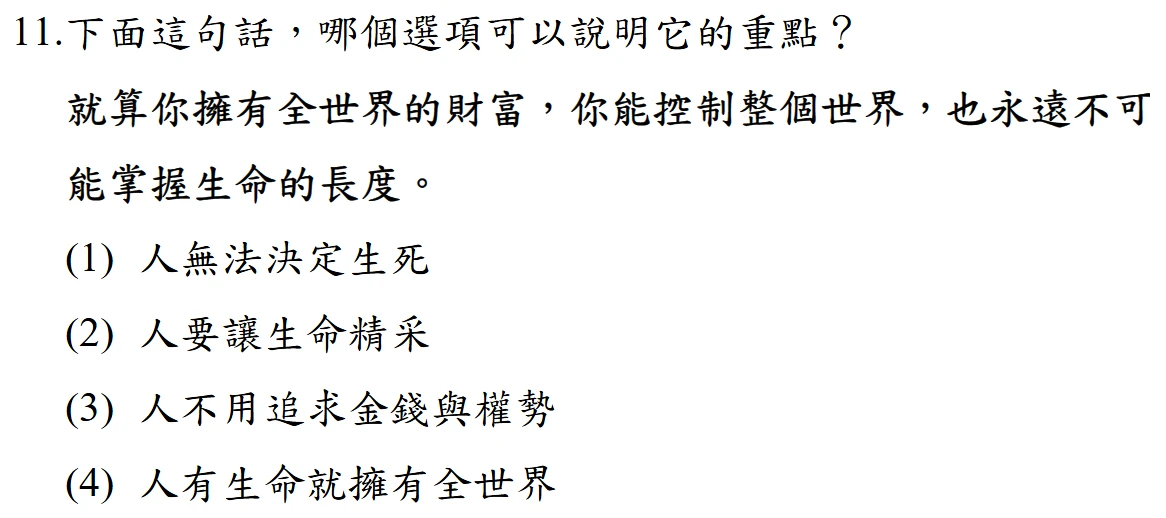 11.下面這句話，哪個選項可以說明它的重點？
就算你擁有全世界的財富，你能控制整個世界，也永遠不可
能掌握生命的長度。
(1) 人無法決定生死
(2) 人要讓生命精采
(3) 人不用追求金錢與權勢
(4) 人有生命就擁有全世界